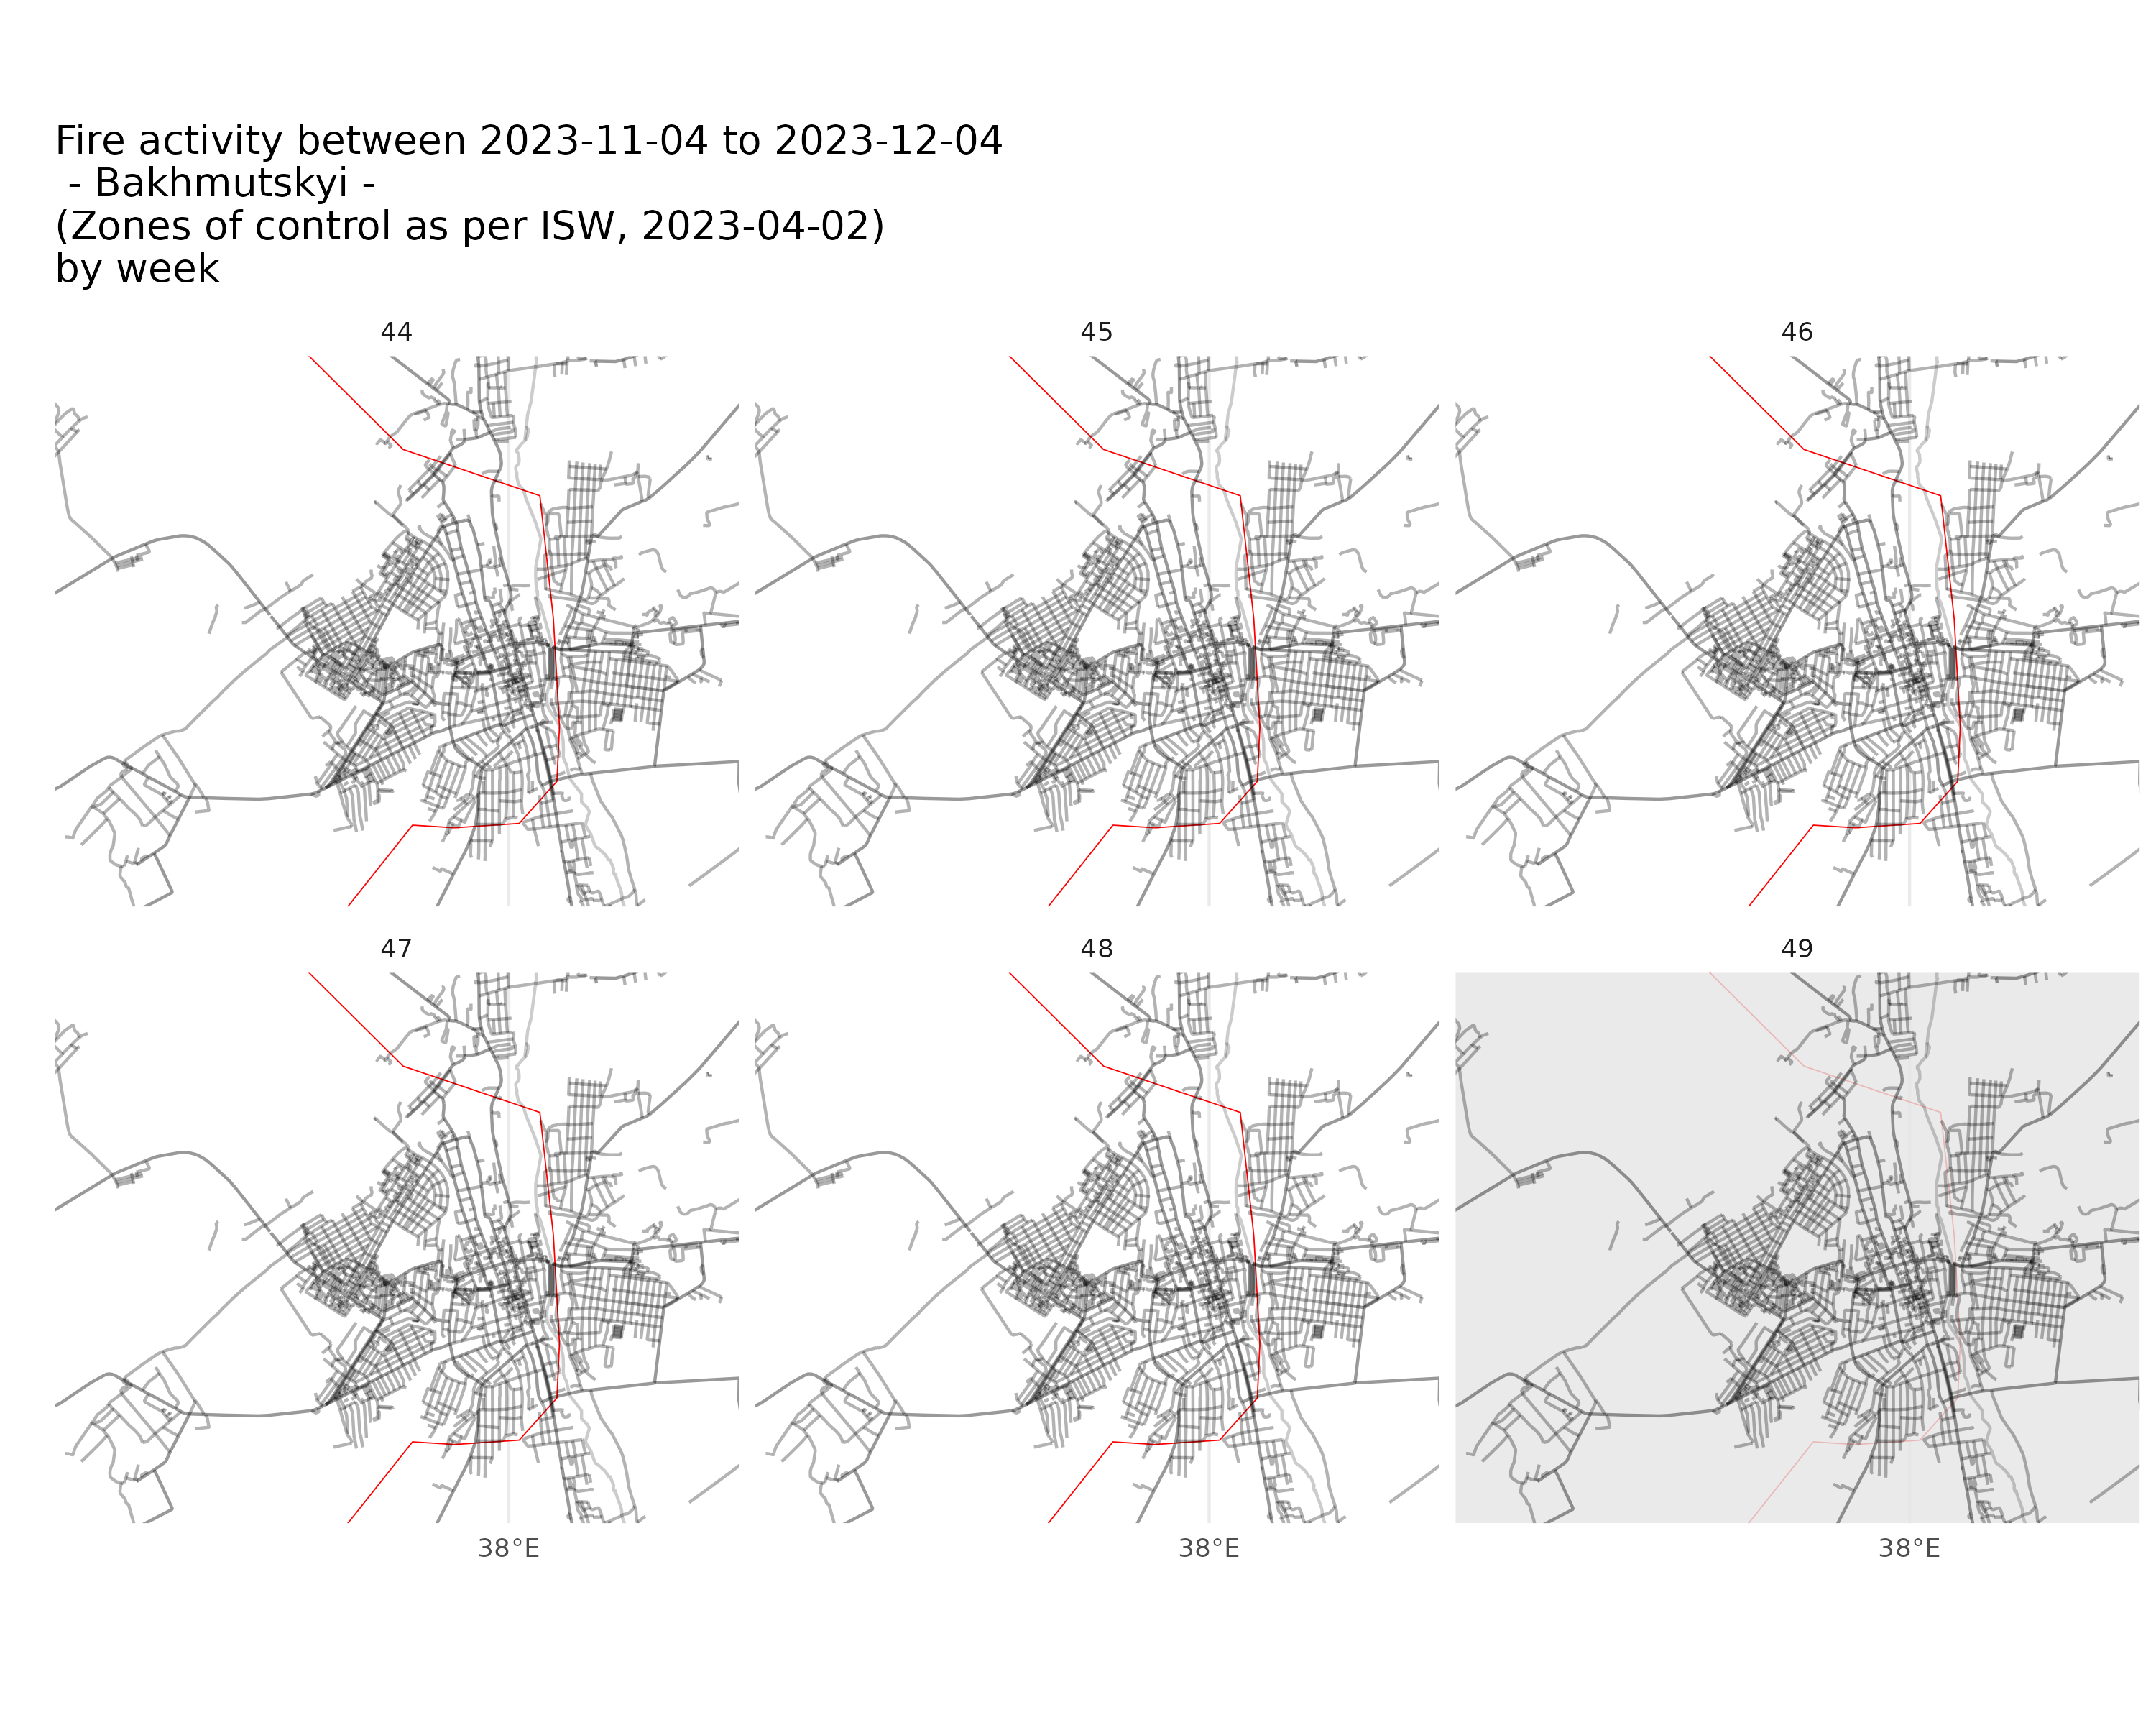 Fire activity between 2023-11-04 to 2023-12-04
- Bakhmutskyi -
(Zones of control as per ISW, 2023-04-02)
by week
44
45
46
47
48
49
38°E
38°E
38°E